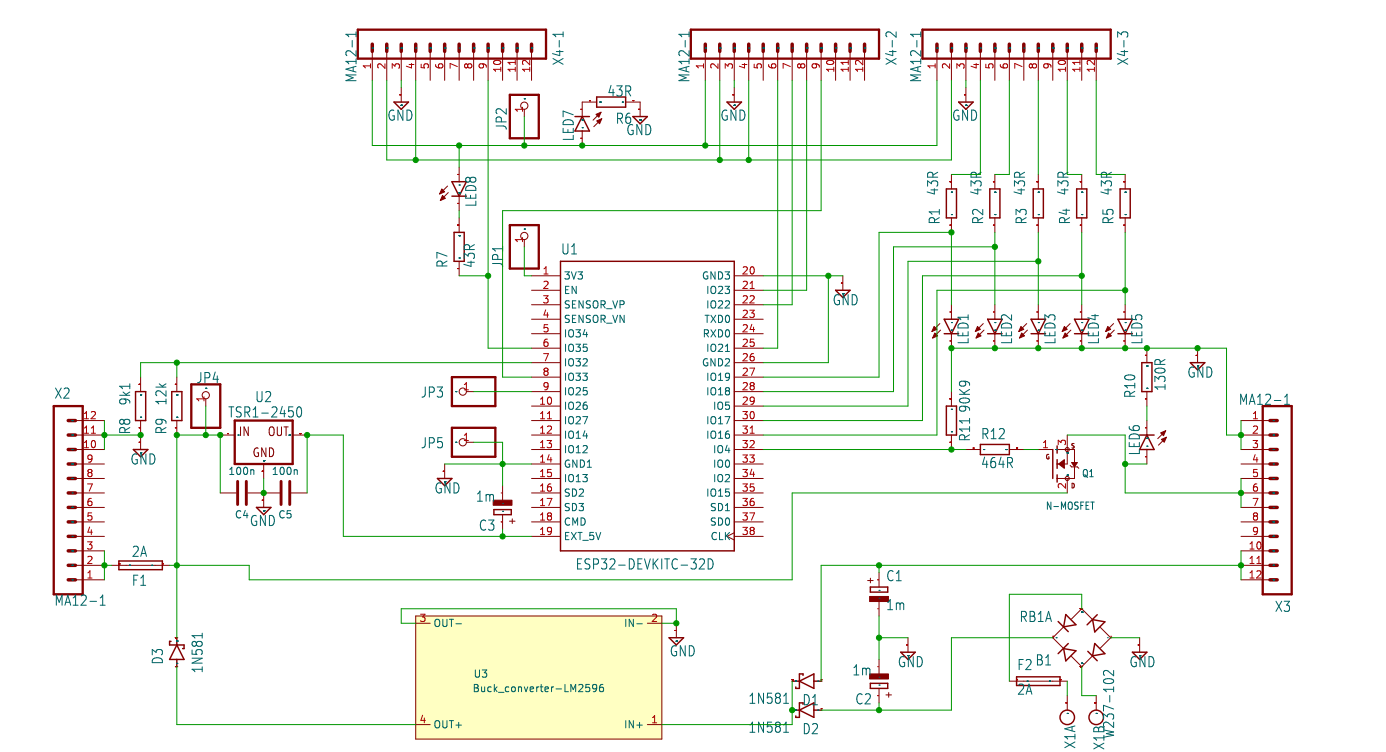 MA12-1
1 2 3 4 5 6 7 8 9 10 11 12
X4-1
MA12-1
1 2 3 4 5 6 7 8 9 10 11 12
X4-2
MA12-1
1 2 3 4 5 6 7 8 9 10 11 12
X4-3
GND
GND
GND
JP2
1
LED7
43R
R6
GND
LED8
R7
43R
JP1
1
R1
43R
R2
43R
R3
43R
R4
43R
R5
43R
U1
1 3V3
2 EN
3 SENSOR_VP
4 SENSOR_VN
5 IO34
6 IO35
7 IO32
8 IO33
9 IO25
10 IO26
11 IO27
12 IO14
13 IO12
14 GND1
15 IO13
16 SD2
17 SD3
18 CMD
19 EXT_5V
GND3 20
IO23 21
IO22 22
TXD0 23
RXD0 24
IO21 25
GND2 26
IO19 27
IO18 28
IO5 29
IO17 30
IO16 31
IO4 32
IO0 33
IO2 34
IO15 35
SD1 36
SD0 37
CLK 38
ESP32-DEVKITC-32D
GND
LED1
LED2
LED3
LED4
LED5
GND
R10
130R
R11
90K9
LED6
R12
464R
1
3
2
G
S
D
Q1
N-MOSFET
MA12-1
1
2
3
4
5
6
7
8
9
10
11
12
X3
X2
12
11
10
9
8
7
6
5
4
3
2
1
MA12-1
R8
9k1
R9
12k
GND
JP4
1
U2
TSR1-2450
IN
OUT
GND
100n
100n
C4
C5
GND
JP3
1
JP5
1
GND
1m
C3
+
2A
F1
D3
1N581
3 OUT-
IN- 2
4 OUT+
IN+ 1
U3
Buck_converter-LM2596
GND
1N581
D1
1N581
D2
C1
+
1m
GND
1m
C2
+
RB1A
B1
F2
2A
GND
X1A
X1B
W237-102